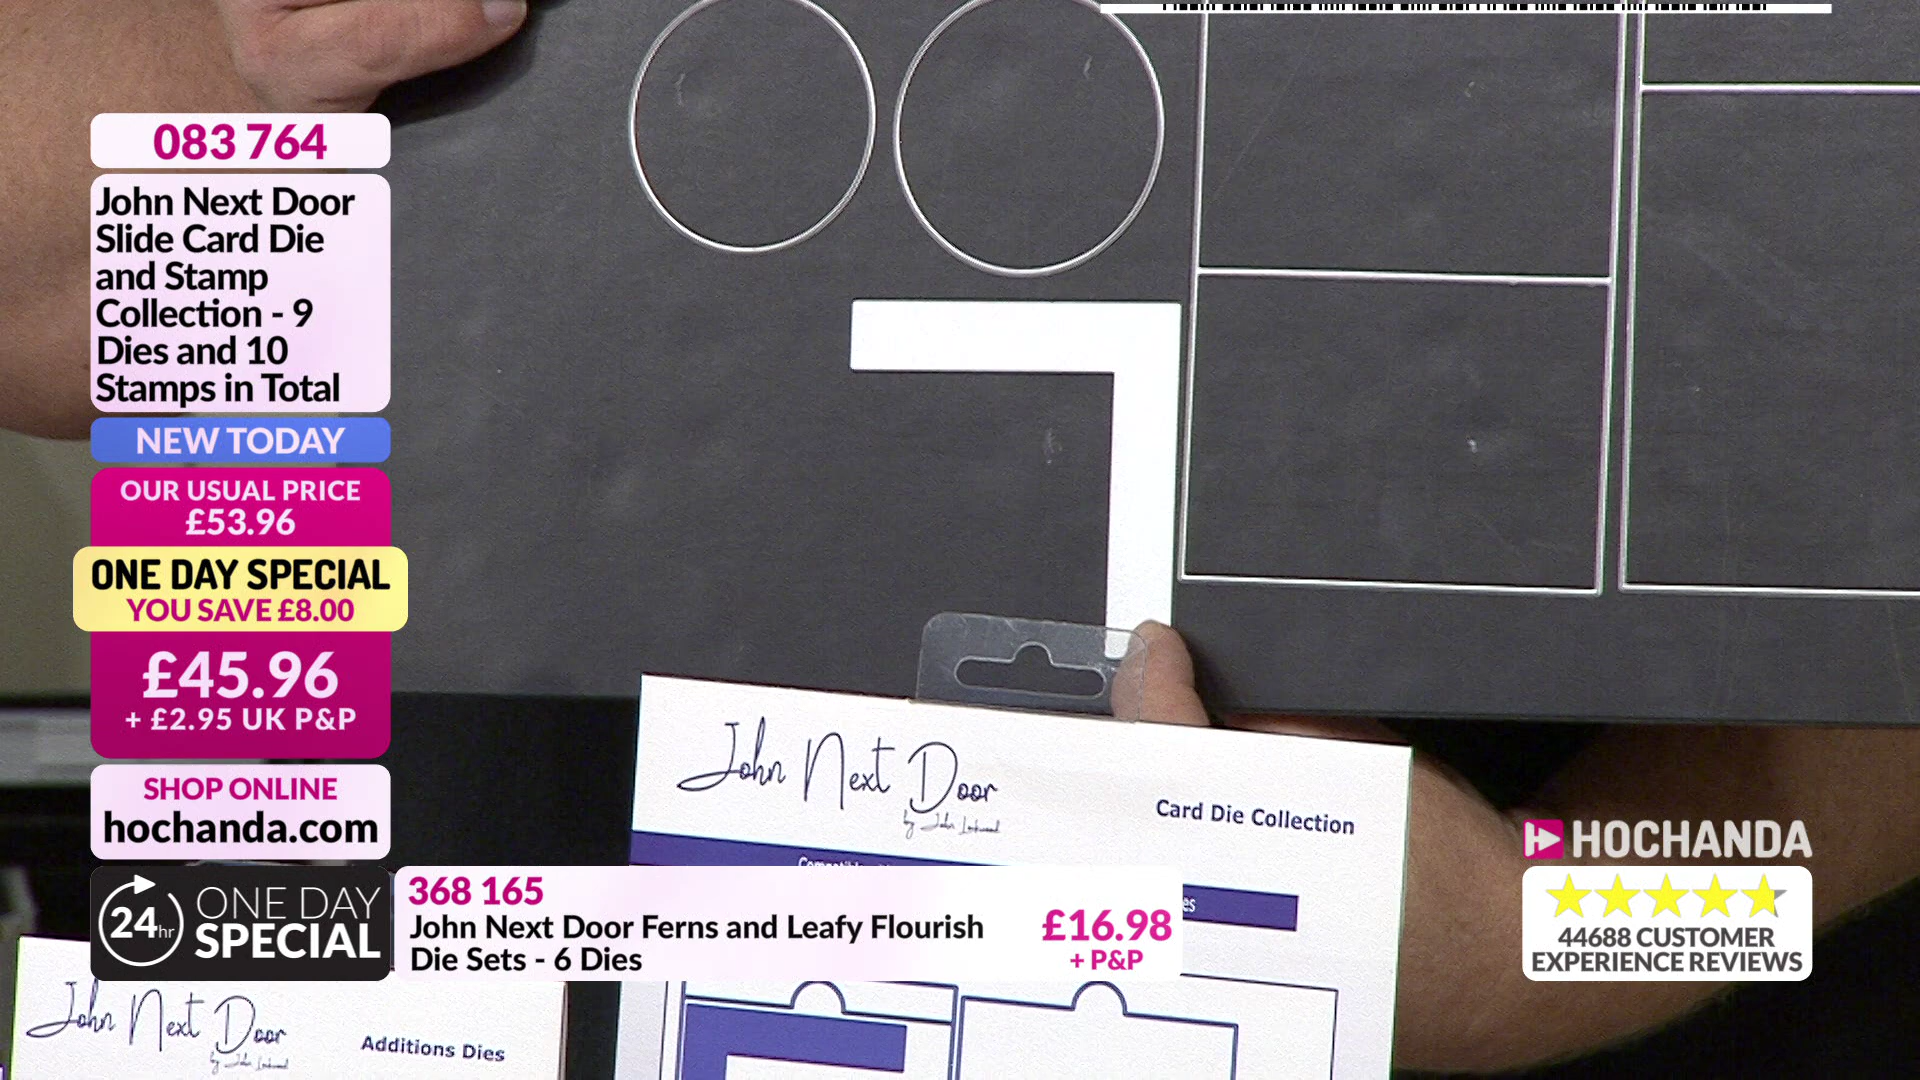 083 764
John Next Door
Slide Card Die
and Stamp
Collection - 9
Dies and 10
Stamps in Total
NEW TODAY
OUR USUAL PRICE
£53.96
ONE DAY SPECIAL
YOU SAVE £8.00
£45.96
+ £2.95 UK P&P
SHOP ONLINE
hochanda.com
24hr
ONE DAY
SPECIAL
368 165
John Next Door Ferns and Leafy Flourish
Die Sets - 6 Dies
£16.98
+ P&P
John Next Door
Card Die Collection
John Next Door
Additions Dies
HOCHANDA
44688 CUSTOMER
EXPERIENCE REVIEWS